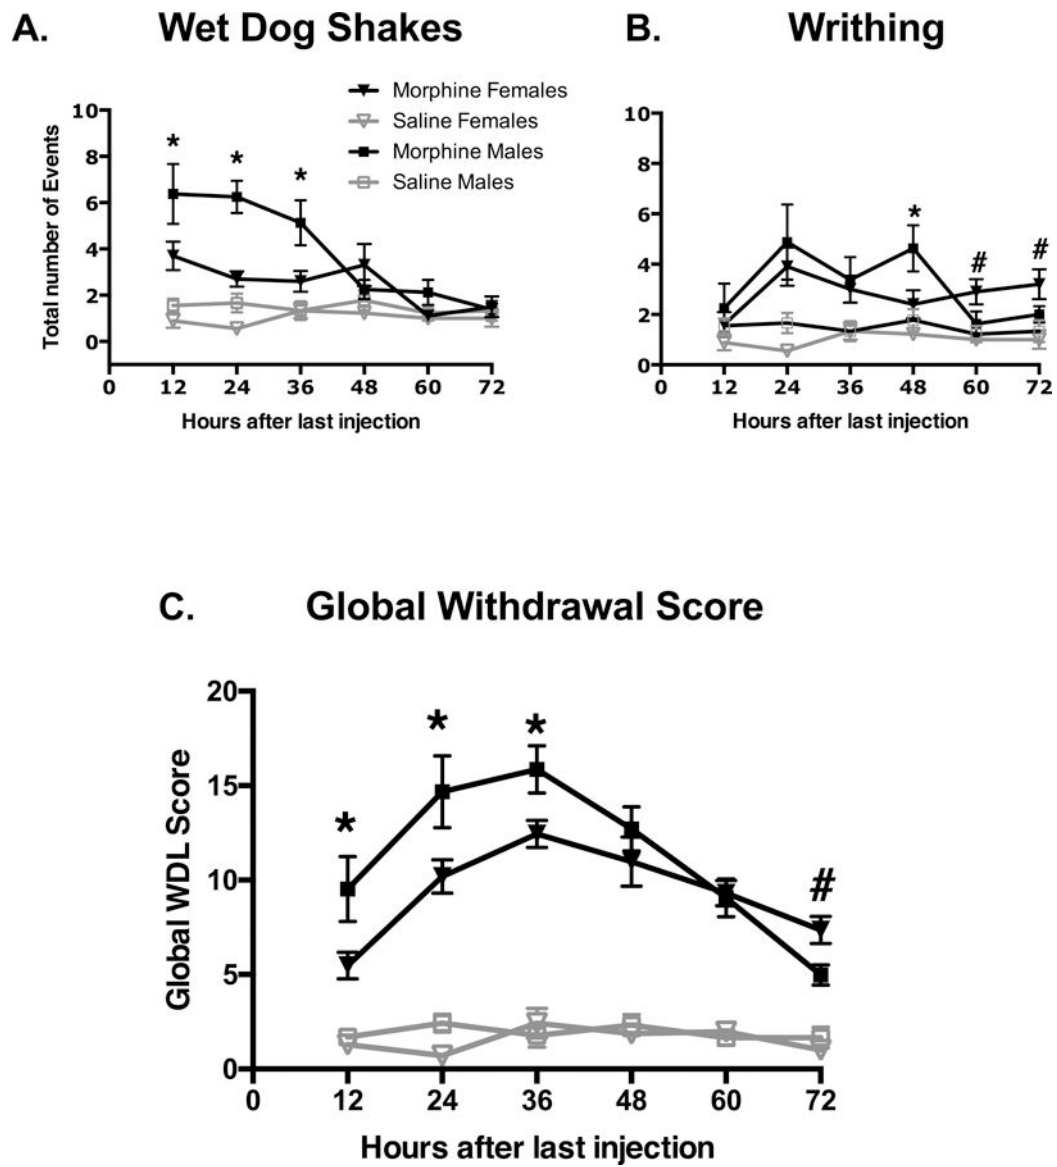 A. Wet Dog Shakes
Morphine Females
Saline Females
Morphine Males
Saline Males
Total number of Events
10
8
6
4
2
0
* * *
0 12 24 36 48 60 72
Hours after last injection
B. Writhing
10
8
6
4
2
0
* # #
0 12 24 36 48 60 72
Hours after last injection
C. Global Withdrawal Score
Global WDL Score
20
15
10
5
0
* * * #
0 12 24 36 48 60 72
Hours after last injection